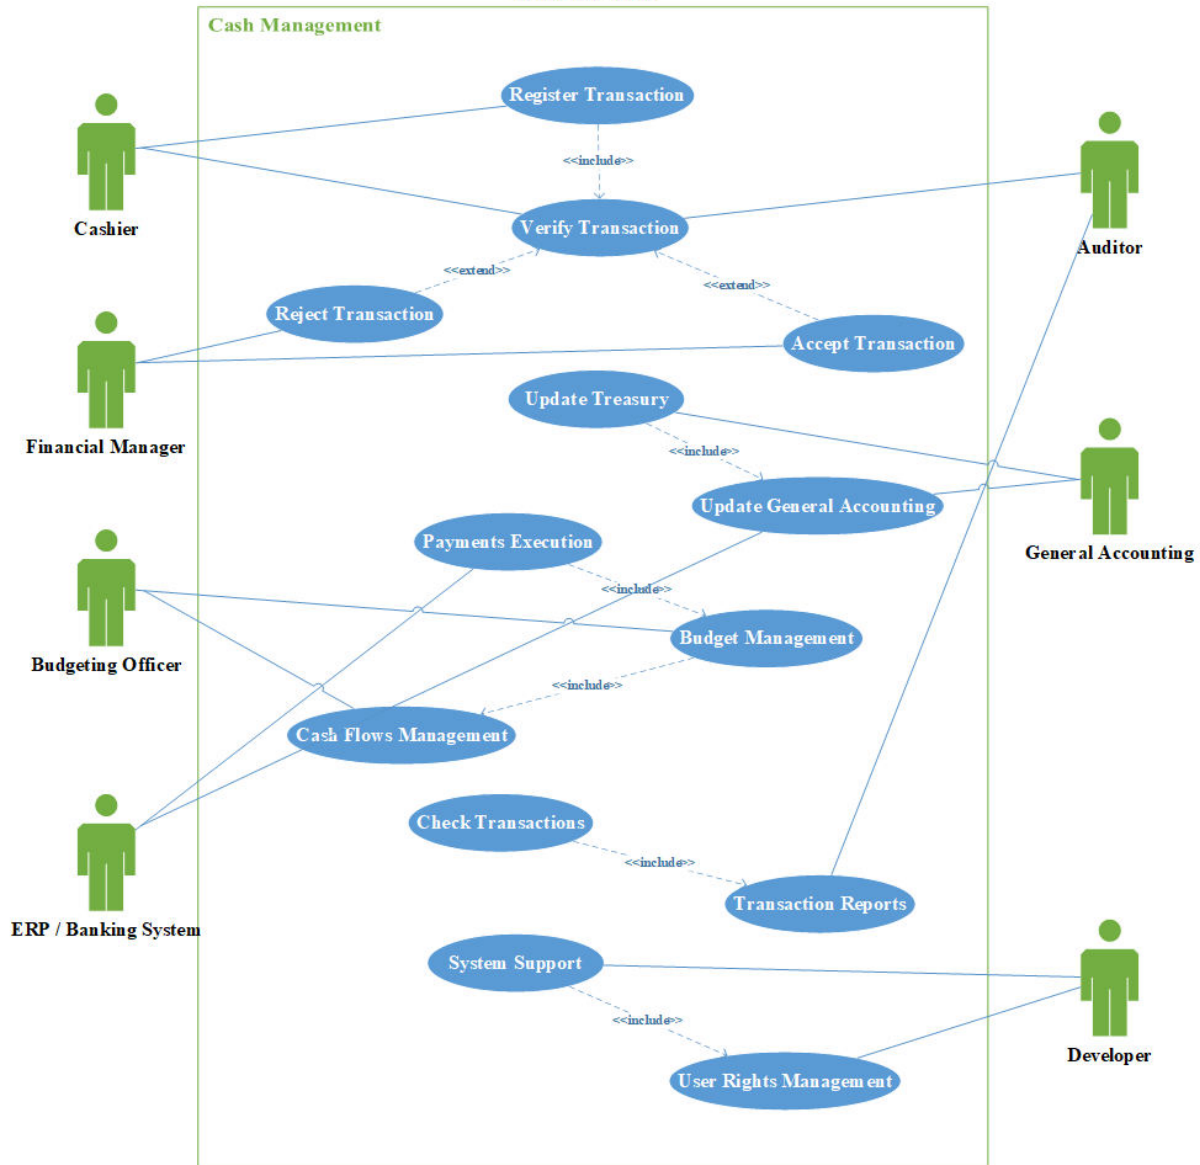 Cash Management
Register Transaction
<<include>>
Cashier
Verify Transaction
Auditor
<<extend>>
<<extend>>
Reject Transaction
Accept Transaction
Financial Manager
Update Treasury
<<include>>
Update General Accounting
Payments Execution
General Accounting
<<include>>
Budget Management
Budgeting Officer
<<include>>
Cash Flows Management
Check Transactions
<<include>>
Transaction Reports
ERP / Banking System
System Support
<<include>>
Developer
User Rights Management